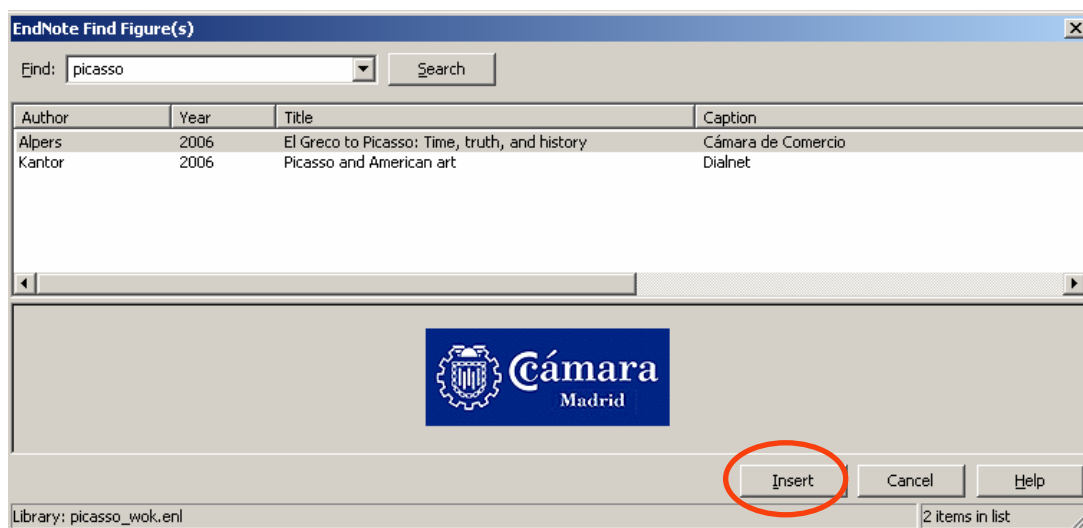 EndNote Find Figure(s)
Find: picasso Search
Author Year Title Caption
Alpers 2006 El Greco to Picasso: Time, truth, and history Cámara de Comercio
Kantor 2006 Picasso and American art Dialnet
Cámara
Madrid
Insert Cancel Help
Library: picasso_wok.enl 2 items in list